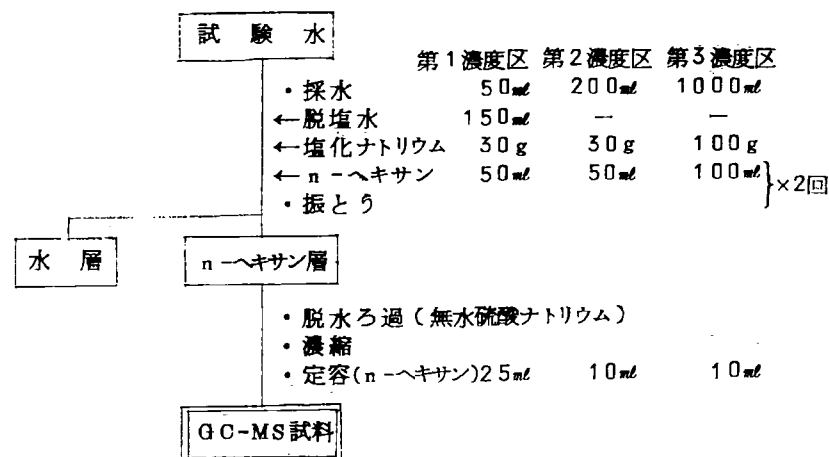 試験水
第1濃度区 第2濃度区 第3濃度区
・採水 50ml 200ml 1000ml
←脱塩水 150ml － －
←塩化ナトリウム 30g 30g 100g
←n-ヘキサン 50ml 50ml 100ml }×2回
・振とう
水層 n-ヘキサン層
・脱水ろ過(無水硫酸ナトリウム)
・濃縮
・定容(n-ヘキサン)25ml 10ml 10ml
GC-MS試料